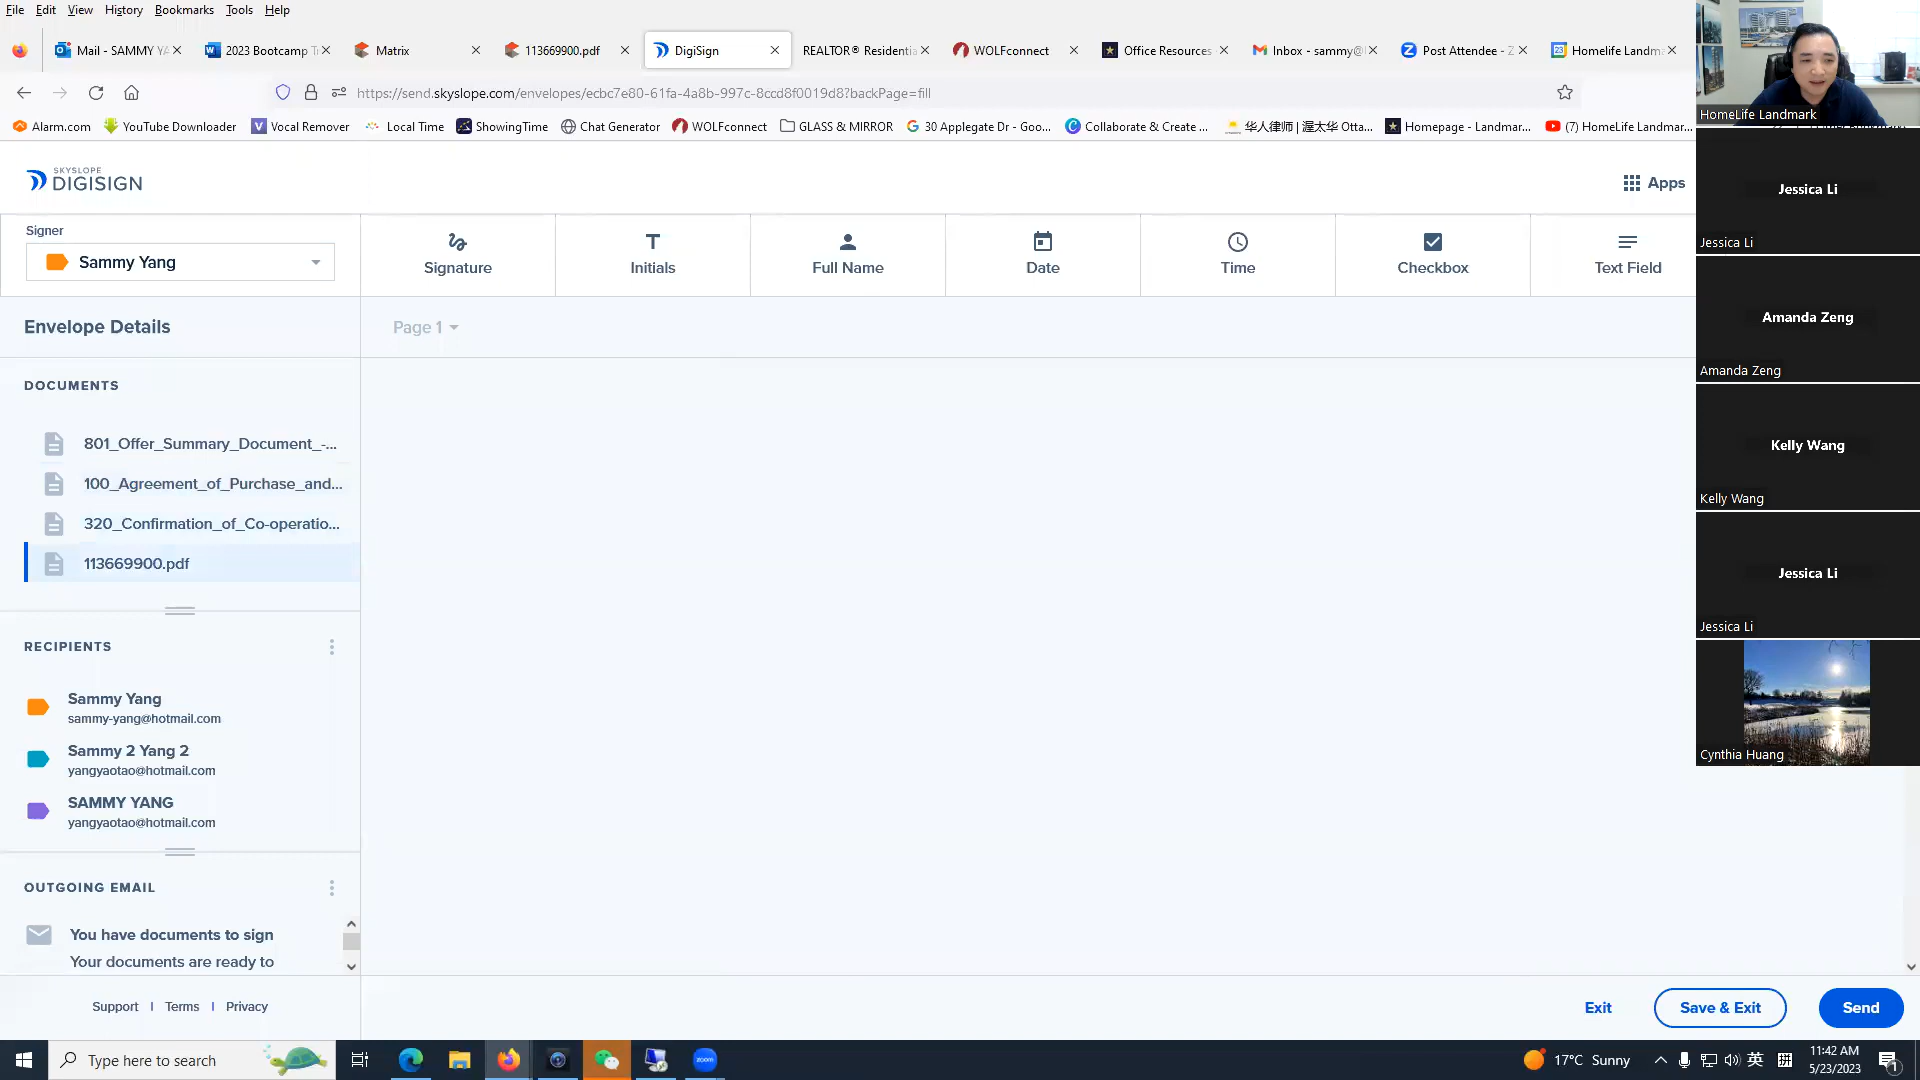 File Edit View History Bookmarks Tools Help
Mail - SAMMY YA
2023 Bootcamp Tr
Matrix
113669900.pdf
DigiSign
REALTOR® Residentia
WOLFconnect
Office Resources
Inbox - sammy@
Post Attendee - Z
Homelife Landm
https://send.skyslope.com/envelopes/ecbc7e80-61fa-4a8b-997c-8ccd8f0019d8?backPage=fill
Alarm.com YouTube Downloader Vocal Remover Local Time ShowingTime Chat Generator WOLFconnect GLASS & MIRROR 30 Applegate Dr - Goo... Collaborate & Create ... 华人律师 | 渥太华 Otta... Homepage - Landmar... (7) HomeLife Landmar...
SKYSLOPE
DIGISIGN
Apps
Signer
Sammy Yang
Signature
Initials
Full Name
Date
Time
Checkbox
Text Field
Envelope Details
Page 1
DOCUMENTS
801_Offer_Summary_Document_-...
100_Agreement_of_Purchase_and...
320_Confirmation_of_Co-operatio...
113669900.pdf
RECIPIENTS
Sammy Yang
sammy-yang@hotmail.com
Sammy 2 Yang 2
yangyaotao@hotmail.com
SAMMY YANG
yangyaotao@hotmail.com
OUTGOING EMAIL
You have documents to sign
Your documents are ready to
Support | Terms | Privacy
Exit
Save & Exit
Send
HomeLife Landmark
Jessica Li
Jessica Li
Amanda Zeng
Amanda Zeng
Kelly Wang
Kelly Wang
Jessica Li
Jessica Li
Cynthia Huang
Type here to search
zoom
17°C Sunny
英
拼
11:42 AM
5/23/2023
1